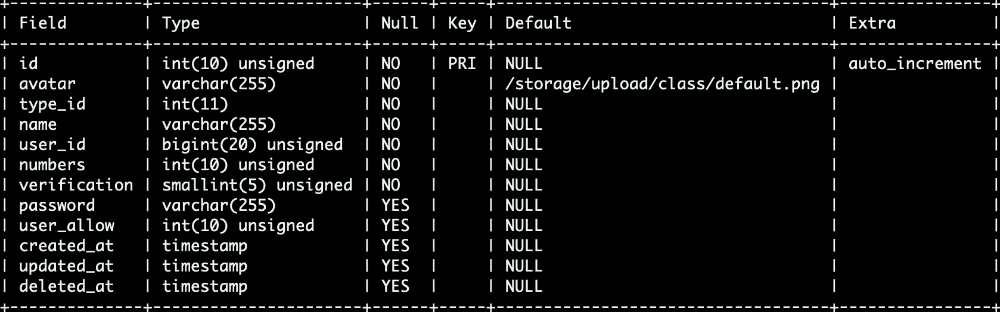 +--------------+----------------------+------+-----+-----------------------------------+----------------+
| Field        | Type                 | Null | Key | Default                           | Extra          |
+--------------+----------------------+------+-----+-----------------------------------+----------------+
| id           | int(10) unsigned     | NO   | PRI | NULL                              | auto_increment |
| avatar       | varchar(255)         | NO   |     | /storage/upload/class/default.png |                |
| type_id      | int(11)              | NO   |     | NULL                              |                |
| name         | varchar(255)         | NO   |     | NULL                              |                |
| user_id      | bigint(20) unsigned  | NO   |     | NULL                              |                |
| numbers      | int(10) unsigned     | NO   |     | NULL                              |                |
| verification | smallint(5) unsigned | NO   |     | NULL                              |                |
| password     | varchar(255)         | YES  |     | NULL                              |                |
| user_allow   | int(10) unsigned     | YES  |     | NULL                              |                |
| created_at   | timestamp            | YES  |     | NULL                              |                |
| updated_at   | timestamp            | YES  |     | NULL                              |                |
| deleted_at   | timestamp            | YES  |     | NULL                              |                |
+--------------+----------------------+------+-----+-----------------------------------+----------------+